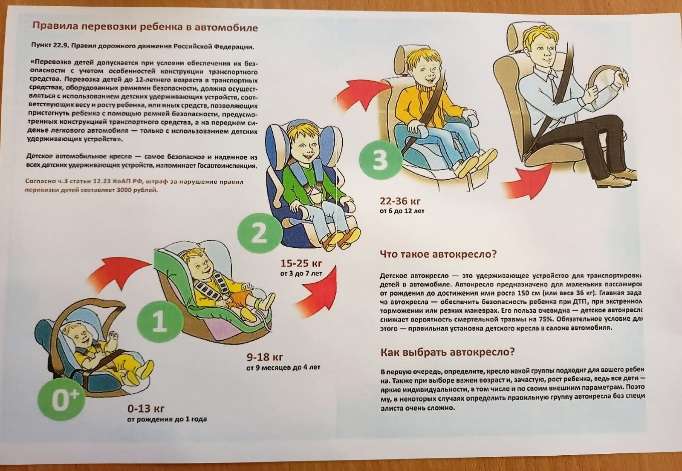 Правила перевозки ребенка в автомобиле
Пункт 22.9. Правил дорожного движения Российской Федерации.
«Перевозка детей допускается при условии обеспечения их без-
опасности с учетом особенностей конструкции транспортного
средства. Перевозка детей до 12-летнего возраста в транспортных
средствах, оборудованных ремнями безопасности, должна осущест-
вляться с использованием детских удерживающих устройств, соот-
ветствующих весу и росту ребенка, или иных средств, позволяющих
пристегнуть ребенка с помощью ремней безопасности, предусмот-
ренных конструкцией транспортного средства, а на переднем си-
денье легкового автомобиля — только с использованием детских
удерживающих устройств».
Детское автомобильное кресло — самое безопасное и надежное из
всех детских удерживающих устройств, напоминает Госавтоинспекция.
Согласно ч.3 статьи 12.23 КоАП РФ, штраф за нарушение правил
перевозки детей составляет 3000 рублей.
3
22-36 кг
от 6 до 12 лет
2
15-25 кг
от 3 до 7 лет
1
9-18 кг
от 9 месяцев до 4 лет
0+
0-13 кг
от рождения до 1 года
Что такое автокресло?
Детское автокресло — это удерживающее устройство для транспортировки
детей в автомобиле. Автокресло предназначено для маленьких пассажиров
от рождения до достижения ими роста 150 см (или веса 36 кг). Главная зада
ча автокресла — обеспечить безопасность ребенка при ДТП, при экстренном
торможении или резких маневрах. Его польза очевидна — детское автокресло
снижает вероятность смертельной травмы на 75%. Обязательное условие для
этого — правильная установка детского кресла в салоне автомобиля.
Как выбрать автокресло?
В первую очередь, определите, кресло какой группы подходит для вашего ребен
ка. Также при выборе важен возраст и, зачастую, рост ребенка, ведь все дети —
яркие индивидуальности, в том числе и по своим внешним параметрам. Поэто
му, в некоторых случаях определить правильную группу автокресла без специ
алиста очень сложно.